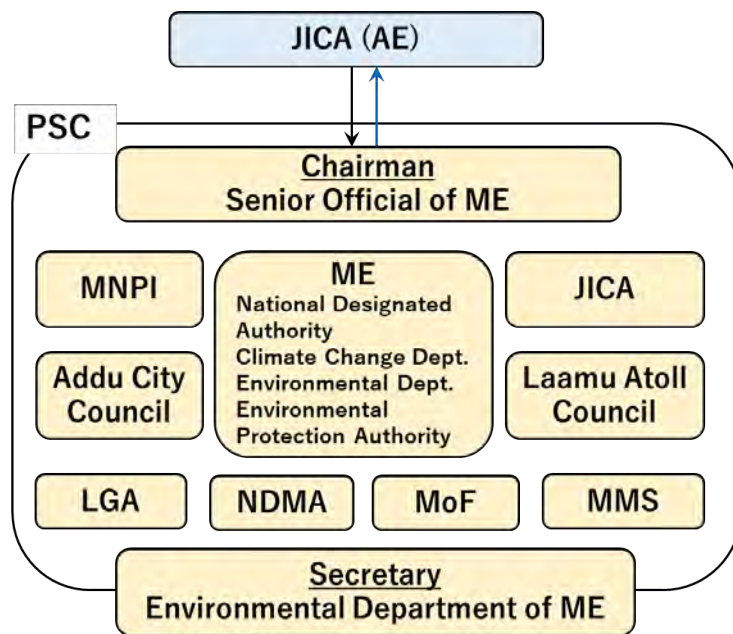 JICA (AE)
PSC
Chairman
Senior Official of ME
MNPI
ME
National Designated
Authority
Climate Change Dept.
Environmental Dept.
Environmental
Protection Authority
JICA
Addu City
Council
Laamu Atoll
Council
LGA
NDMA
MoF
MMS
Secretary
Environmental Department of ME